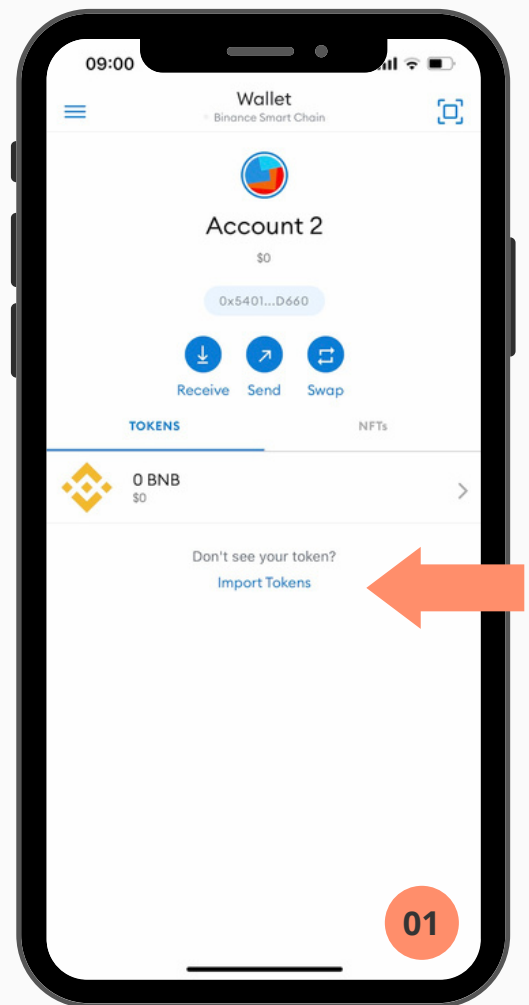 09:00
Wallet
Binance Smart Chain
Account 2
$0
0x5401...D660
Receive Send Swap
TOKENS NFTs
0 BNB
$0
Don't see your token?
Import Tokens
01